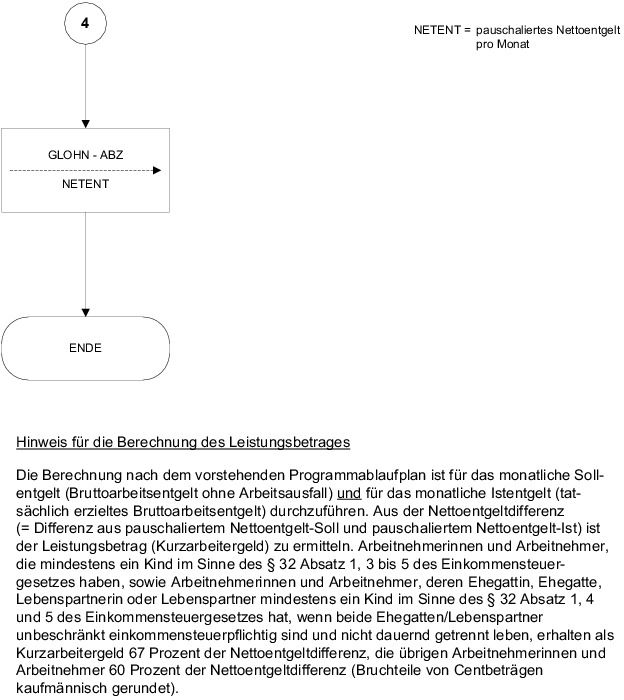 4
NETENT = pauschaliertes Nettoentgelt
pro Monat
GLOHN - ABZ
NETENT
ENDE
Hinweis für die Berechnung des Leistungsbetrages
Die Berechnung nach dem vorstehenden Programmablaufplan ist für das monatliche Soll-
entgelt (Bruttoarbeitsentgelt ohne Arbeitsausfall) und für das monatliche Istentgelt (tat-
sächlich erzieltes Bruttoarbeitsentgelt) durchzuführen. Aus der Nettoentgeltdifferenz
(= Differenz aus pauschaliertem Nettoentgelt-Soll und pauschaliertem Nettoentgelt-Ist) ist
der Leistungsbetrag (Kurzarbeitergeld) zu ermitteln. Arbeitnehmerinnen und Arbeitnehmer,
die mindestens ein Kind im Sinne des § 32 Absatz 1, 3 bis 5 des Einkommensteuer-
gesetzes haben, sowie Arbeitnehmerinnen und Arbeitnehmer, deren Ehegattin, Ehegatte,
Lebenspartnerin oder Lebenspartner mindestens ein Kind im Sinne des § 32 Absatz 1, 4
und 5 des Einkommensteuergesetzes hat, wenn beide Ehegatten/Lebenspartner
unbeschränkt einkommensteuerpflichtig sind und nicht dauernd getrennt leben, erhalten als
Kurzarbeitergeld 67 Prozent der Nettoentgeltdifferenz, die übrigen Arbeitnehmerinnen und
Arbeitnehmer 60 Prozent der Nettoentgeltdifferenz (Bruchteile von Centbeträgen
kaufmännisch gerundet).